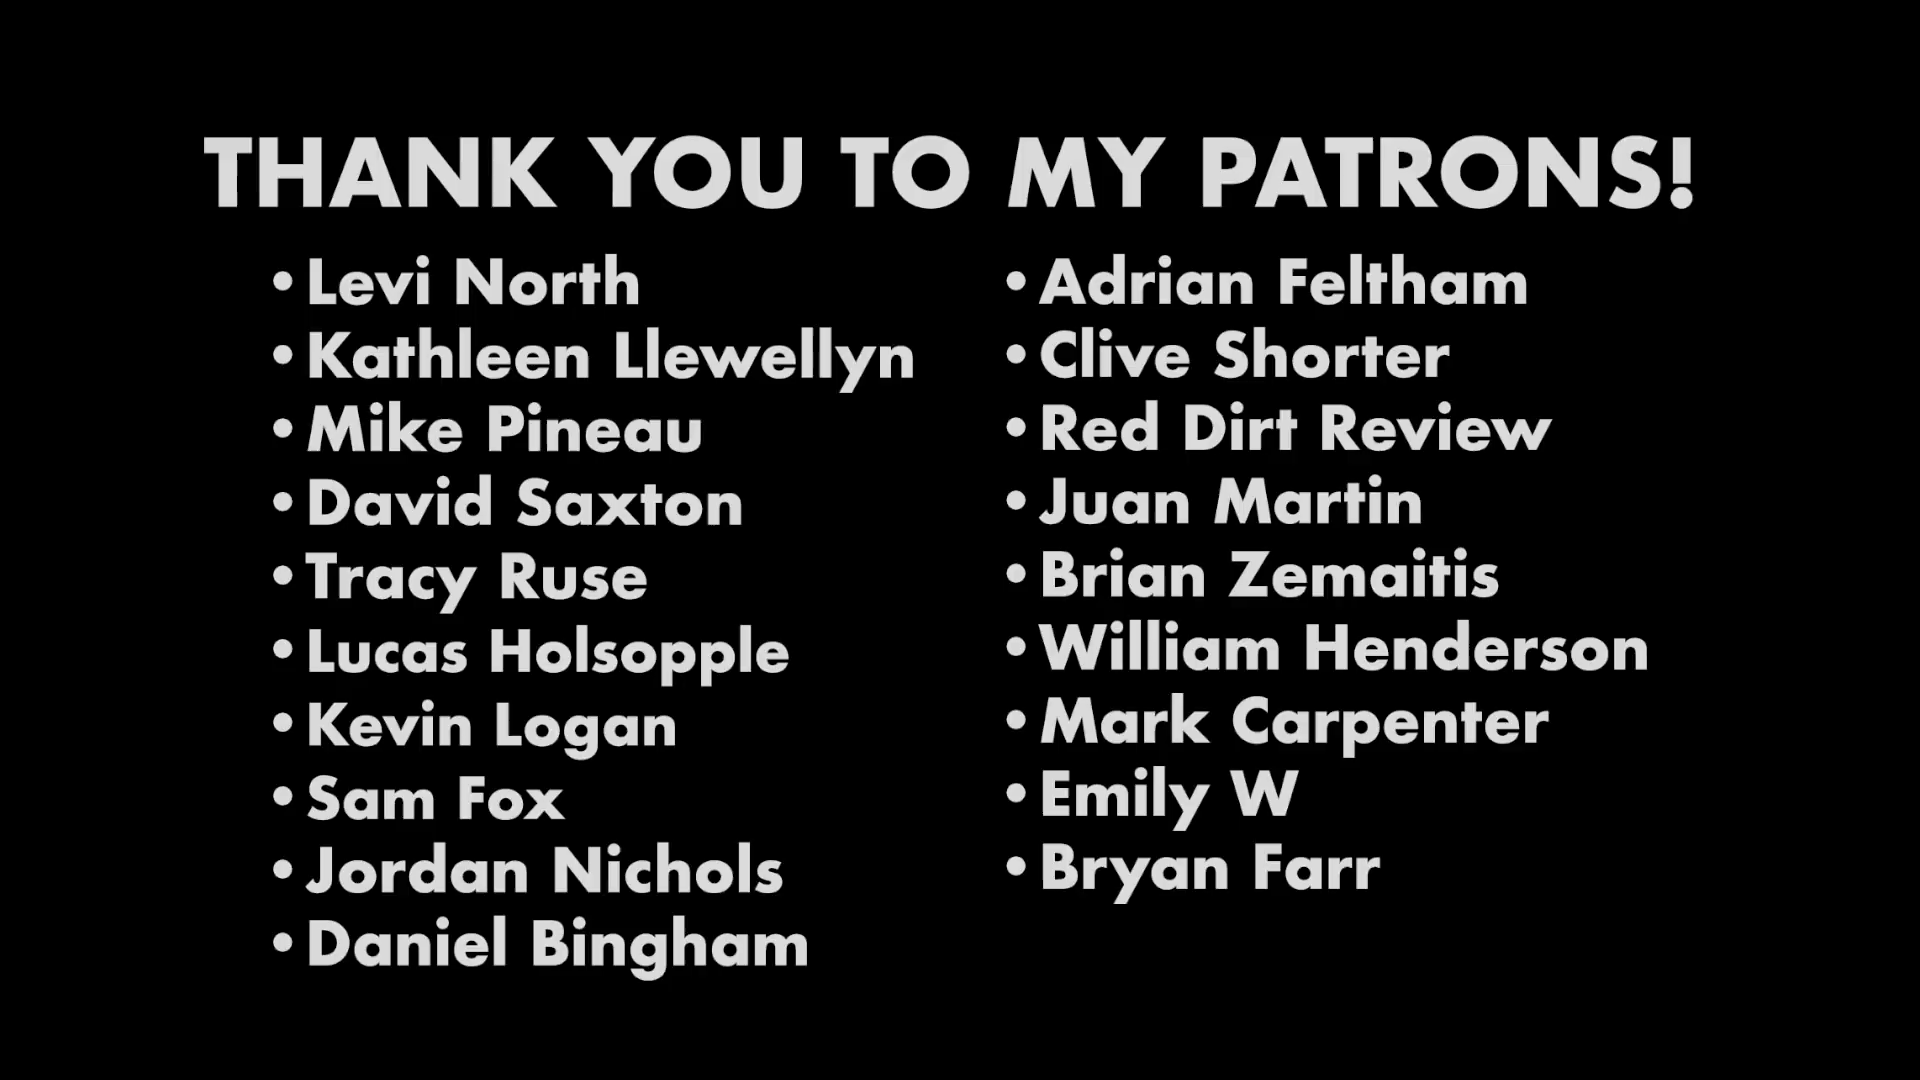 THANK YOU TO MY PATRONS!
•Levi North
•Kathleen Llewellyn
•Mike Pineau
•David Saxton
•Tracy Ruse
•Lucas Holsopple
•Kevin Logan
•Sam Fox
•Jordan Nichols
•Daniel Bingham
•Adrian Feltham
•Clive Shorter
•Red Dirt Review
•Juan Martin
•Brian Zemaitis
•William Henderson
•Mark Carpenter
•Emily W
•Bryan Farr